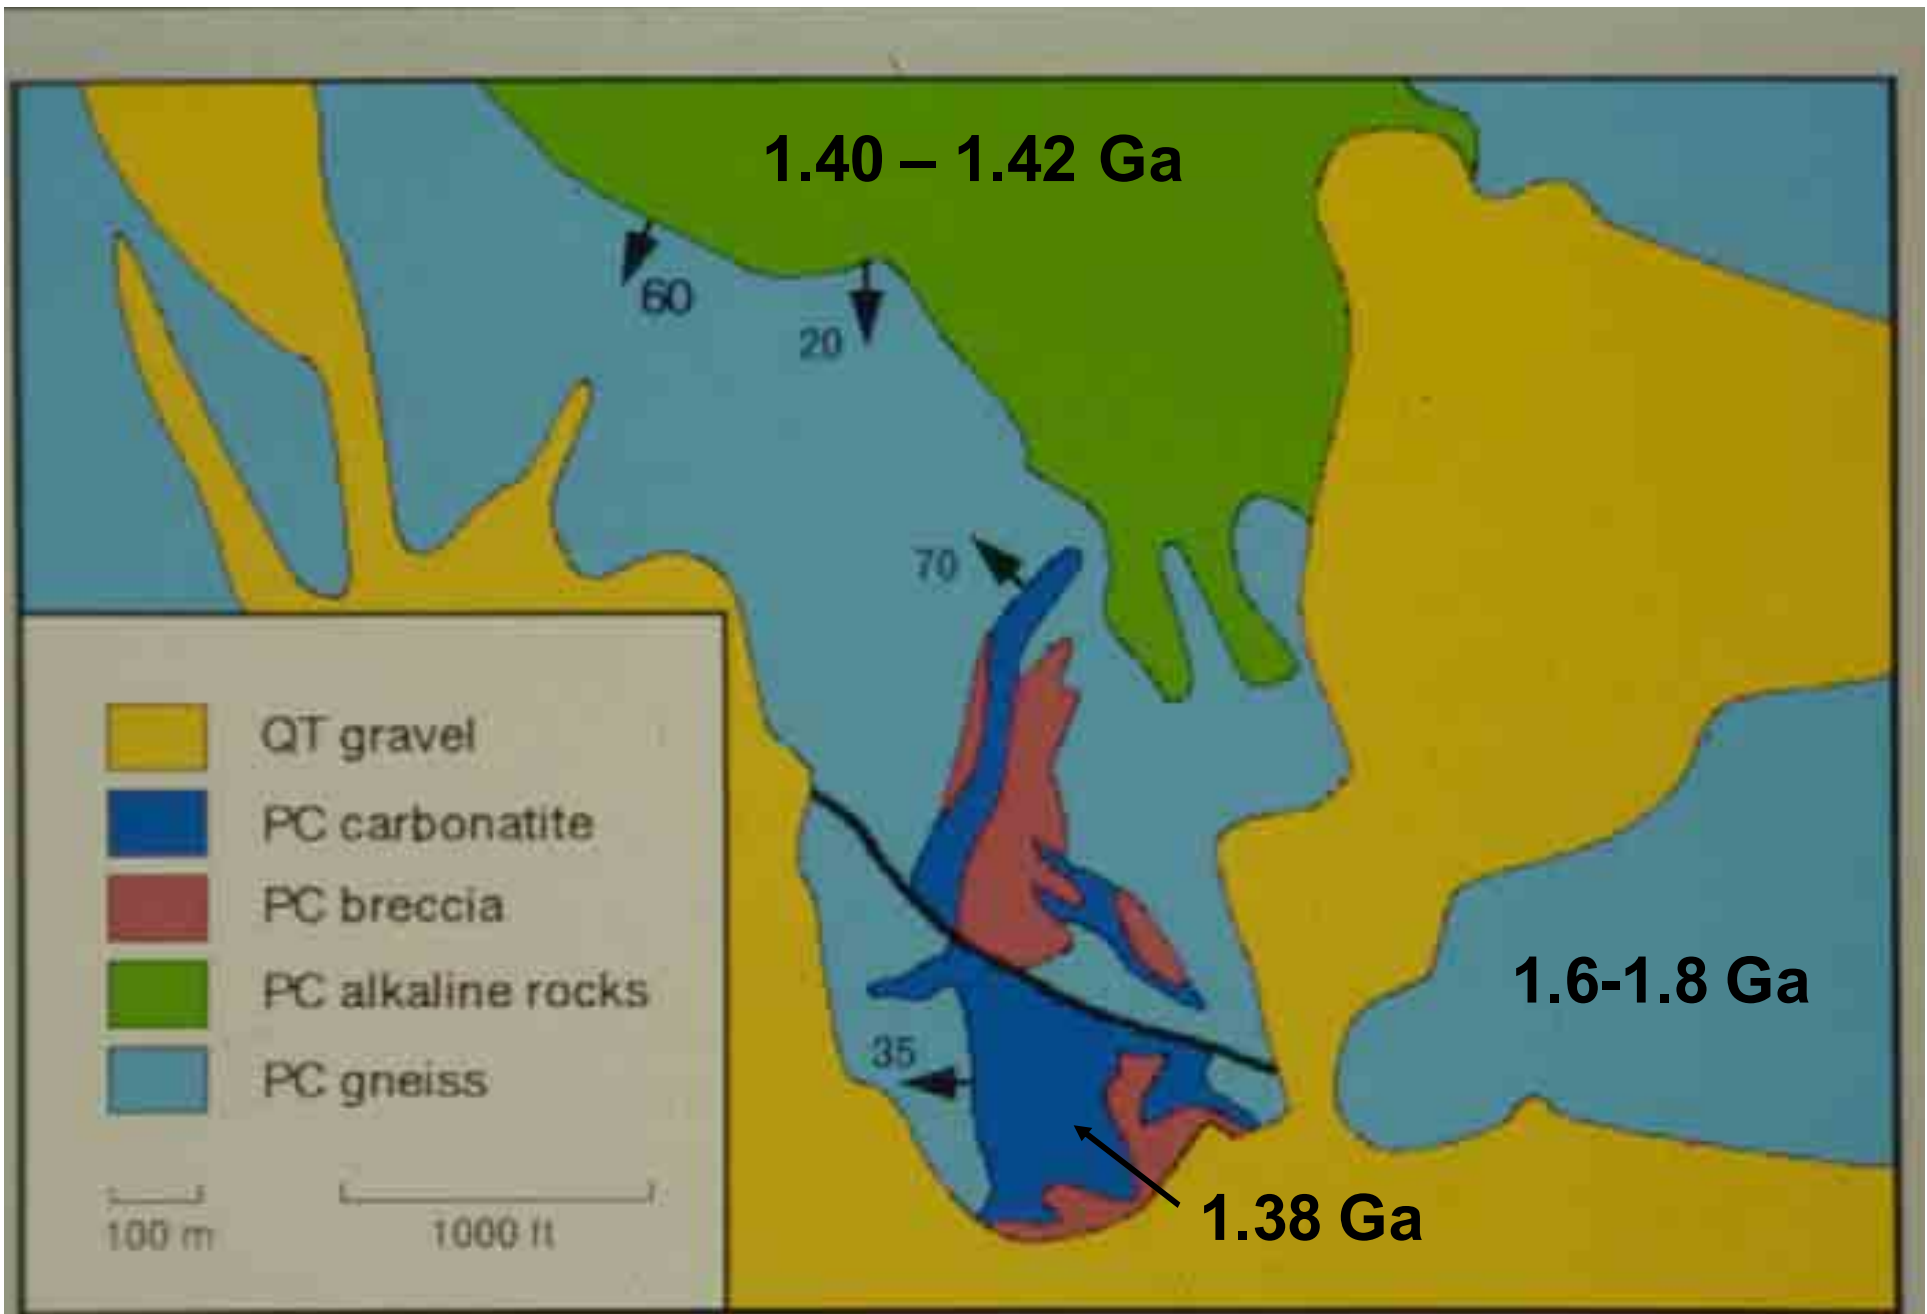 1.40 – 1.42 Ga
60
20
70
QT gravel
PC carbonatite
PC breccia
PC alkaline rocks
PC gneiss
1.6-1.8 Ga
35
100 m
1000 ft
1.38 Ga